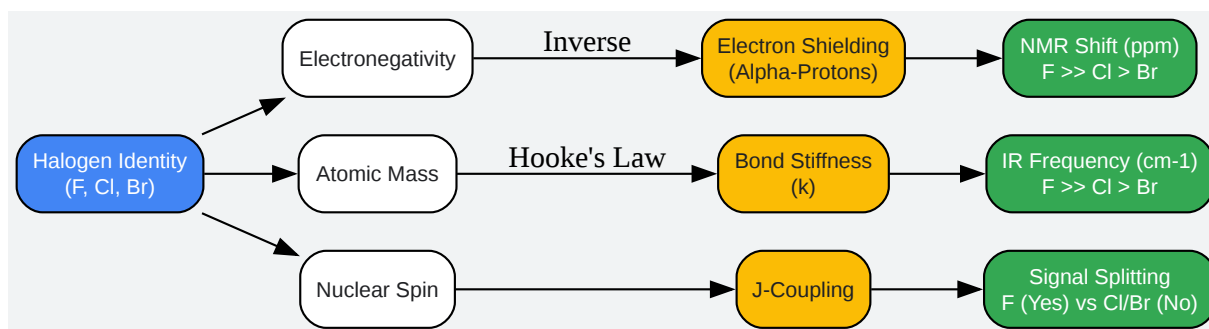 Electronegativity
Inverse
Electron Shielding
(Alpha-Protons)
NMR Shift (ppm)
F >> Cl > Br
Halogen Identity
(F, Cl, Br)
Atomic Mass
Hooke's Law
Bond Stiffness
(k)
IR Frequency (cm-1)
F >> Cl > Br
Nuclear Spin
J-Coupling
Signal Splitting
F (Yes) vs Cl/Br (No)